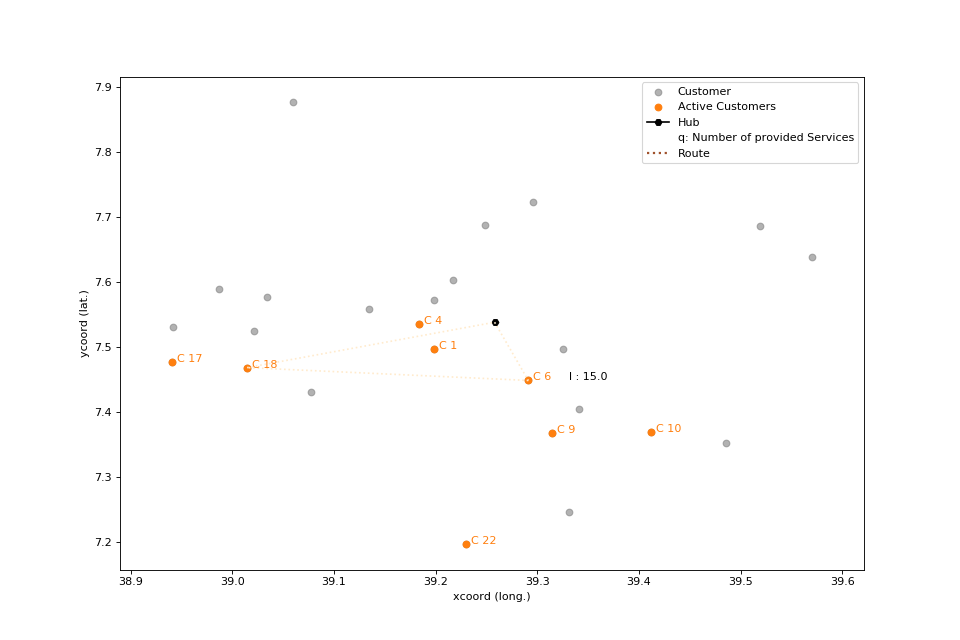 7.9
7.8
7.7
7.6
7.5
7.4
7.3
7.2
ycoord (lat.)
38.9 39.0 39.1 39.2 39.3 39.4 39.5 39.6
xcoord (long.)
Customer
Active Customers
Hub
q: Number of provided Services
Route
C 4
C 1
C 17
C 18
C 6 I : 15.0
C 9
C 10
C 22